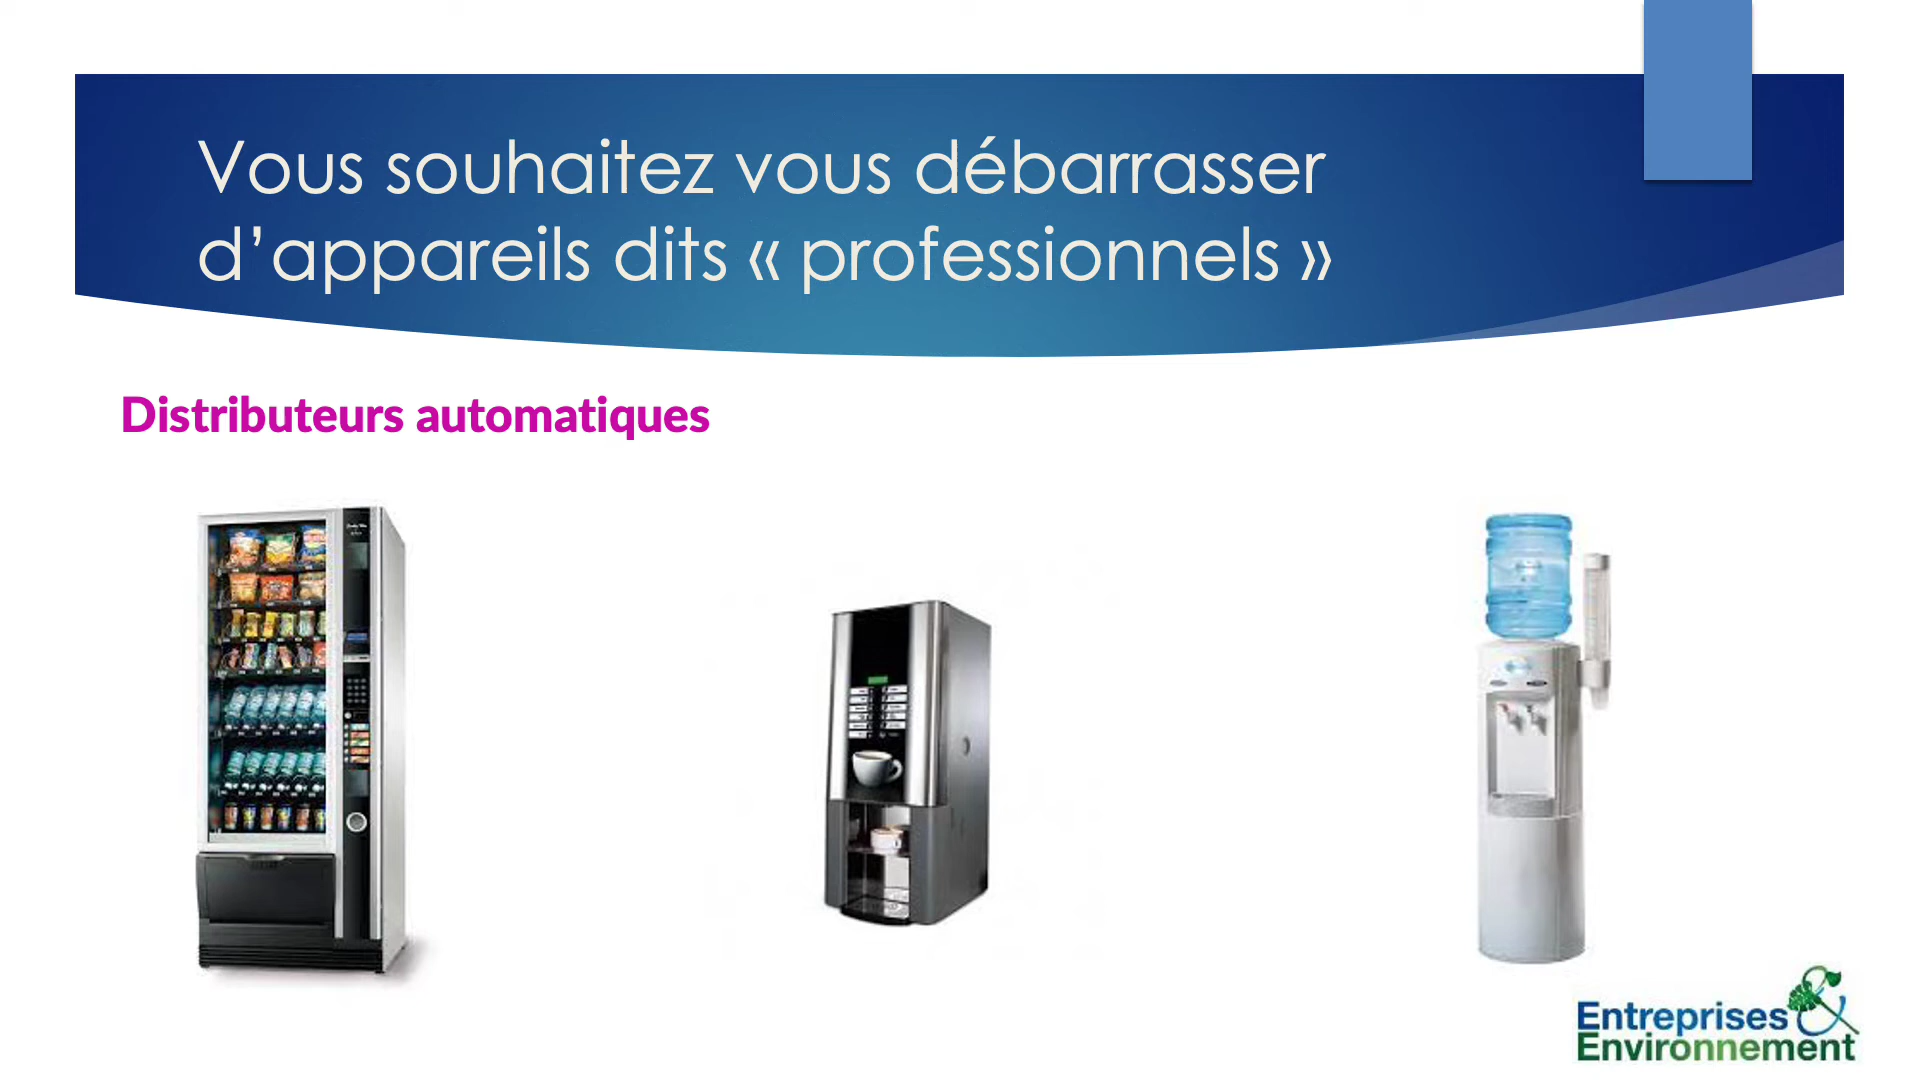 Vous souhaitez vous débarrasser
d’appareils dits « professionnels »
Distributeurs automatiques
Entreprises &
Environnement